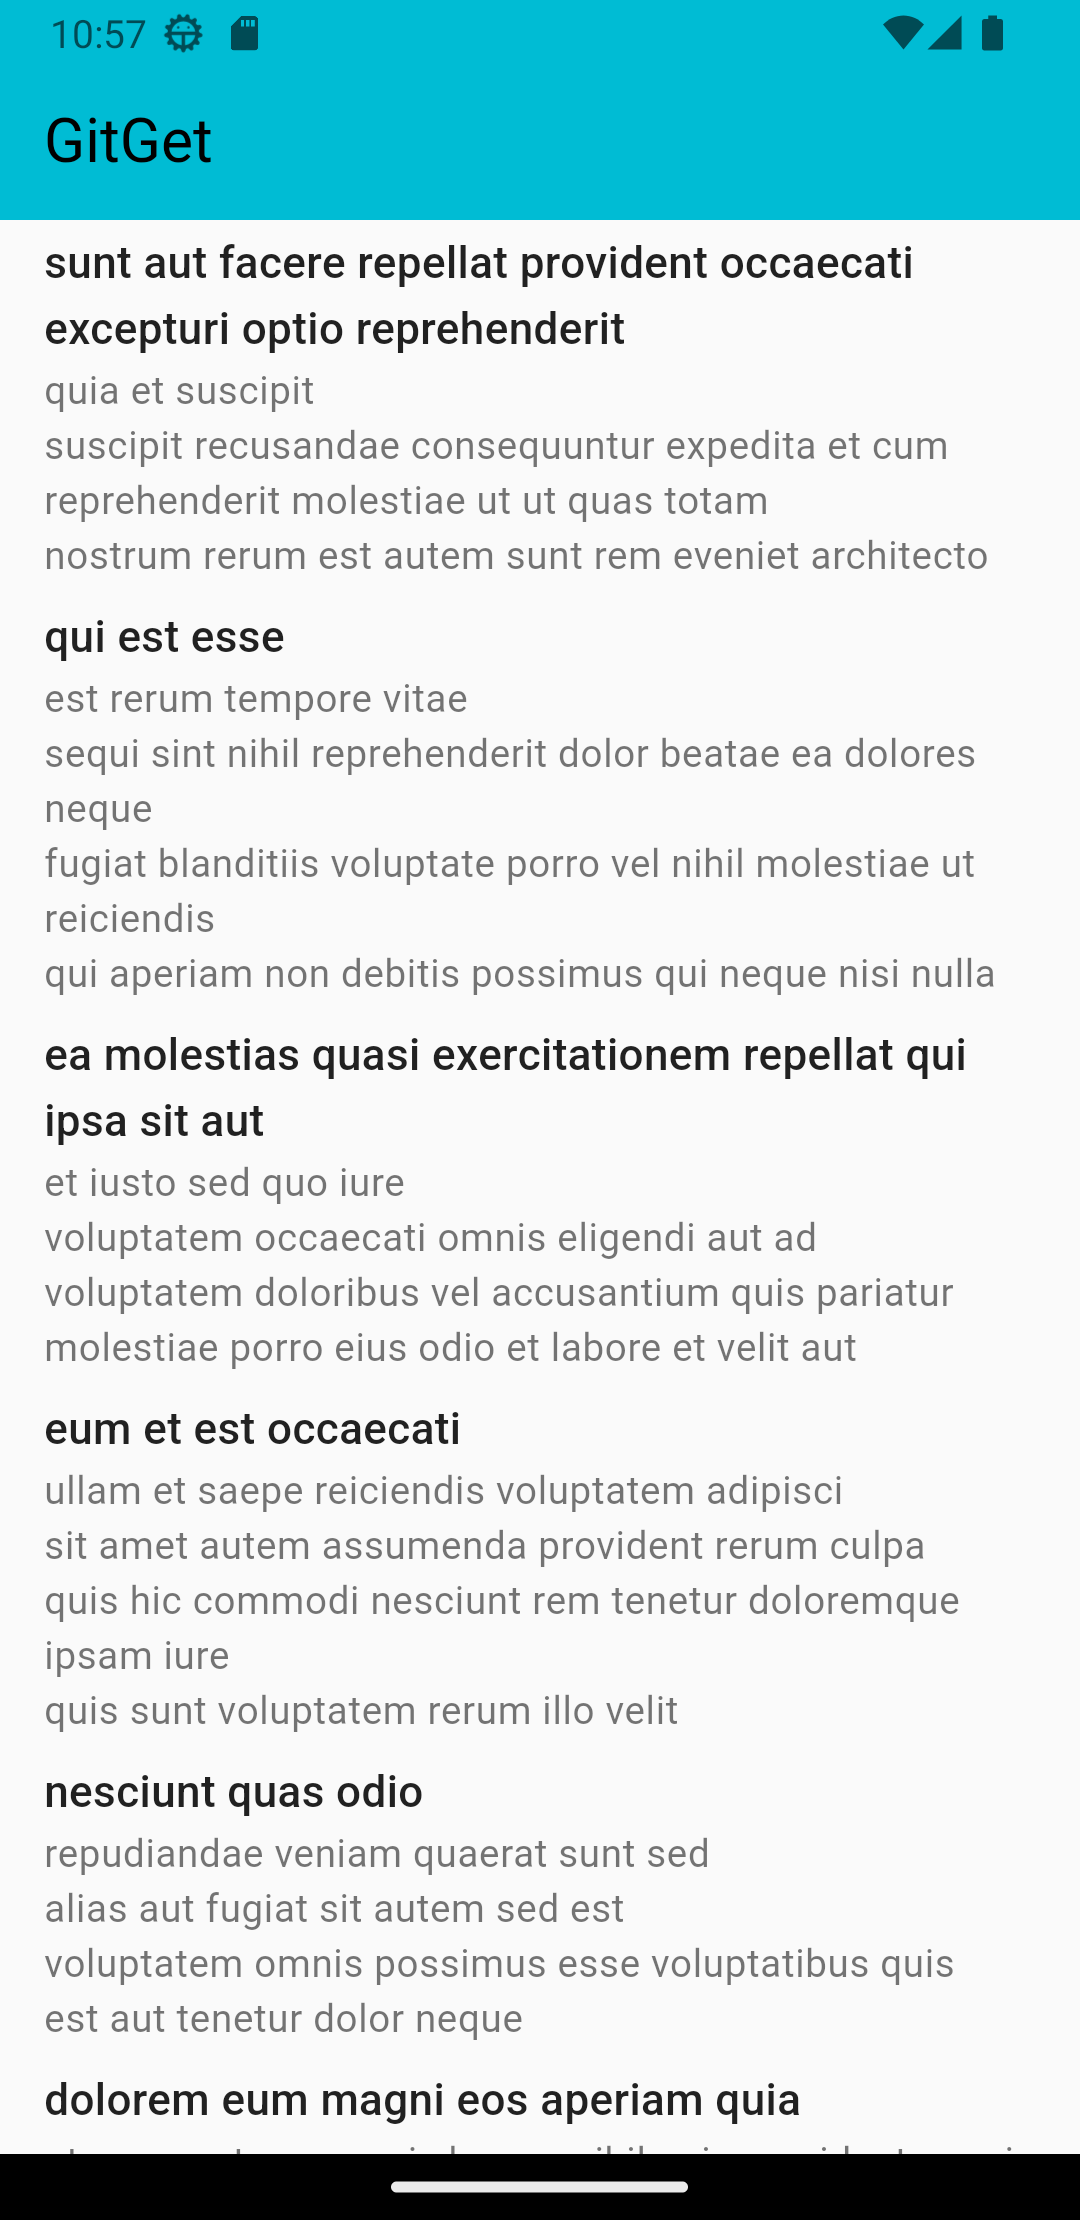 10:57
GitGet
sunt aut facere repellat provident occaecati
excepturi optio reprehenderit
quia et suscipit
suscipit recusandae consequuntur expedita et cum
reprehenderit molestiae ut ut quas totam
nostrum rerum est autem sunt rem eveniet architecto
qui est esse
est rerum tempore vitae
sequi sint nihil reprehenderit dolor beatae ea dolores
neque
fugiat blanditiis voluptate porro vel nihil molestiae ut
reiciendis
qui aperiam non debitis possimus qui neque nisi nulla
ea molestias quasi exercitationem repellat qui
ipsa sit aut
et iusto sed quo iure
voluptatem occaecati omnis eligendi aut ad
voluptatem doloribus vel accusantium quis pariatur
molestiae porro eius odio et labore et velit aut
eum et est occaecati
ullam et saepe reiciendis voluptatem adipisci
sit amet autem assumenda provident rerum culpa
quis hic commodi nesciunt rem tenetur doloremque
ipsam iure
quis sunt voluptatem rerum illo velit
nesciunt quas odio
repudiandae veniam quaerat sunt sed
alias aut fugiat sit autem sed est
voluptatem omnis possimus esse voluptatibus quis
est aut tenetur dolor neque
dolorem eum magni eos aperiam quia